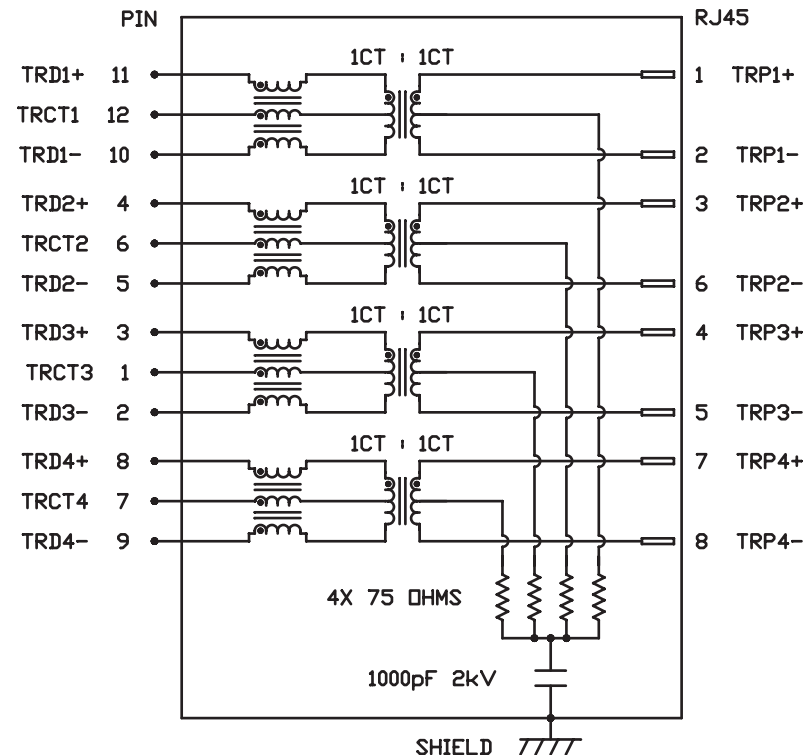 PIN RJ45
1CT : 1CT
TRD1+ 11 1 TRP1+
TRCT1 12
TRD1- 10 2 TRP1-
1CT : 1CT
TRD2+ 4 3 TRP2+
TRCT2 6
TRD2- 5 6 TRP2-
1CT : 1CT
TRD3+ 3 4 TRP3+
TRCT3 1
TRD3- 2 5 TRP3-
1CT : 1CT
TRD4+ 8 7 TRP4+
TRCT4 7
TRD4- 9 8 TRP4-
4X 75 OHMS
1000pF 2kV
SHIELD